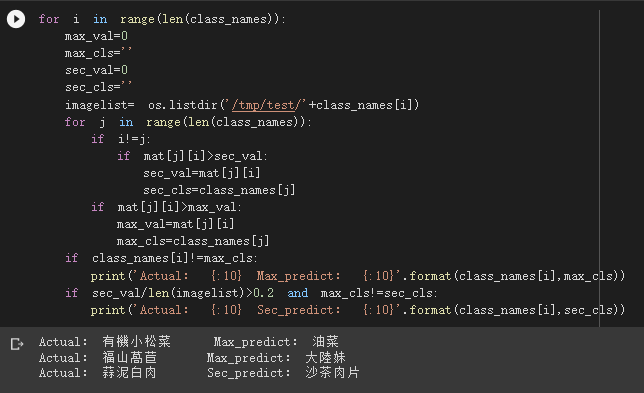 for i in range(len(class_names)):
    max_val=0
    max_cls=''
    sec_val=0
    sec_cls=''
    imagelist= os.listdir('/tmp/test/'+class_names[i])
    for j in range(len(class_names)):
        if i!=j:
            if mat[j][i]>sec_val:
                sec_val=mat[j][i]
                sec_cls=class_names[j]
        if mat[j][i]>max_val:
            max_val=mat[j][i]
            max_cls=class_names[j]
    if class_names[i]!=max_cls:
        print('Actual: {:10} Max_predict: {:10}'.format(class_names[i],max_cls))
    if sec_val/len(imagelist)>0.2 and max_cls!=sec_cls:
        print('Actual: {:10} Sec_predict: {:10}'.format(class_names[i],sec_cls))
Actual: 有機小松菜 Max_predict: 油菜
Actual: 福山萵苣 Max_predict: 大陸妹
Actual: 蒜泥白肉 Sec_predict: 沙茶肉片